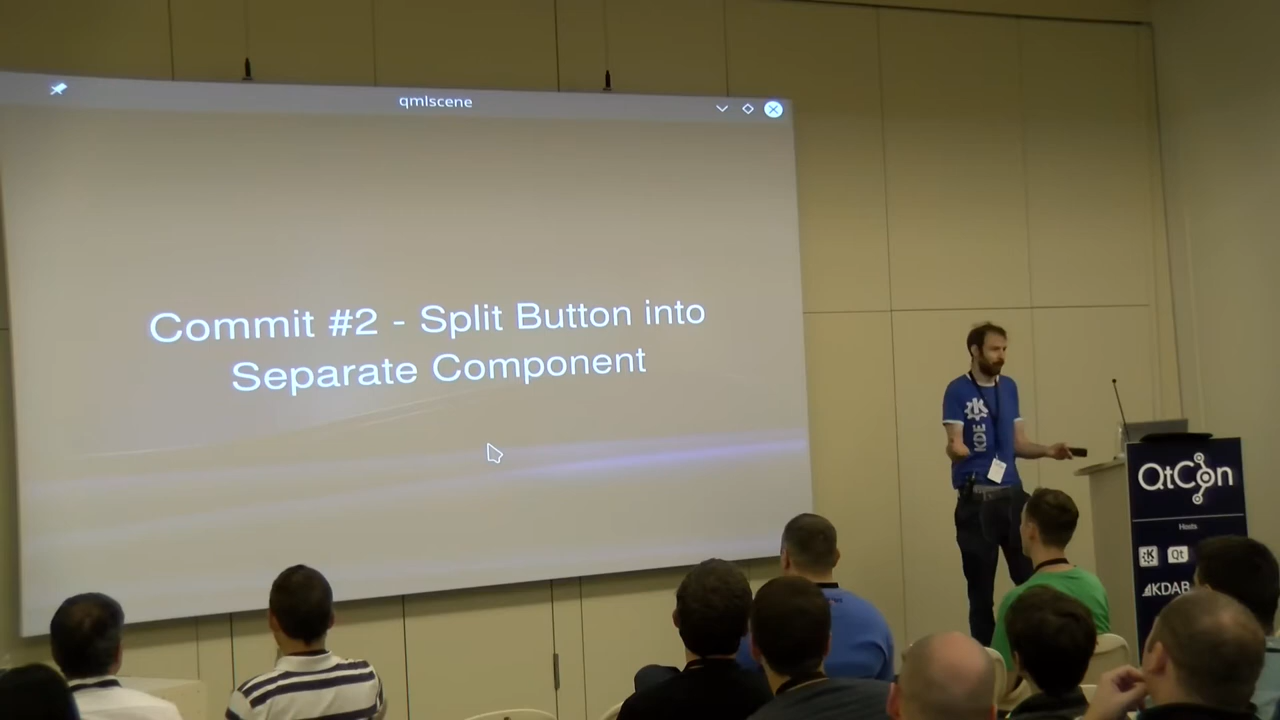 qmlscene
Commit #2 - Split Button into
Separate Component
KDE
QtCon
Hosts
Qt
KDAB